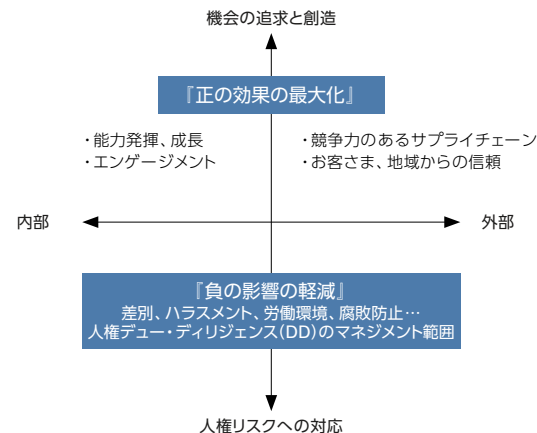 機会の追求と創造
『正の効果の最大化』
・能力発揮、成長
・エンゲージメント
・競争力のあるサプライチェーン
・お客さま、地域からの信頼
内部
外部
『負の影響の軽減』
差別、ハラスメント、労働環境、腐敗防止…
人権デュー・ディリジェンス(DD)のマネジメント範囲
人権リスクへの対応